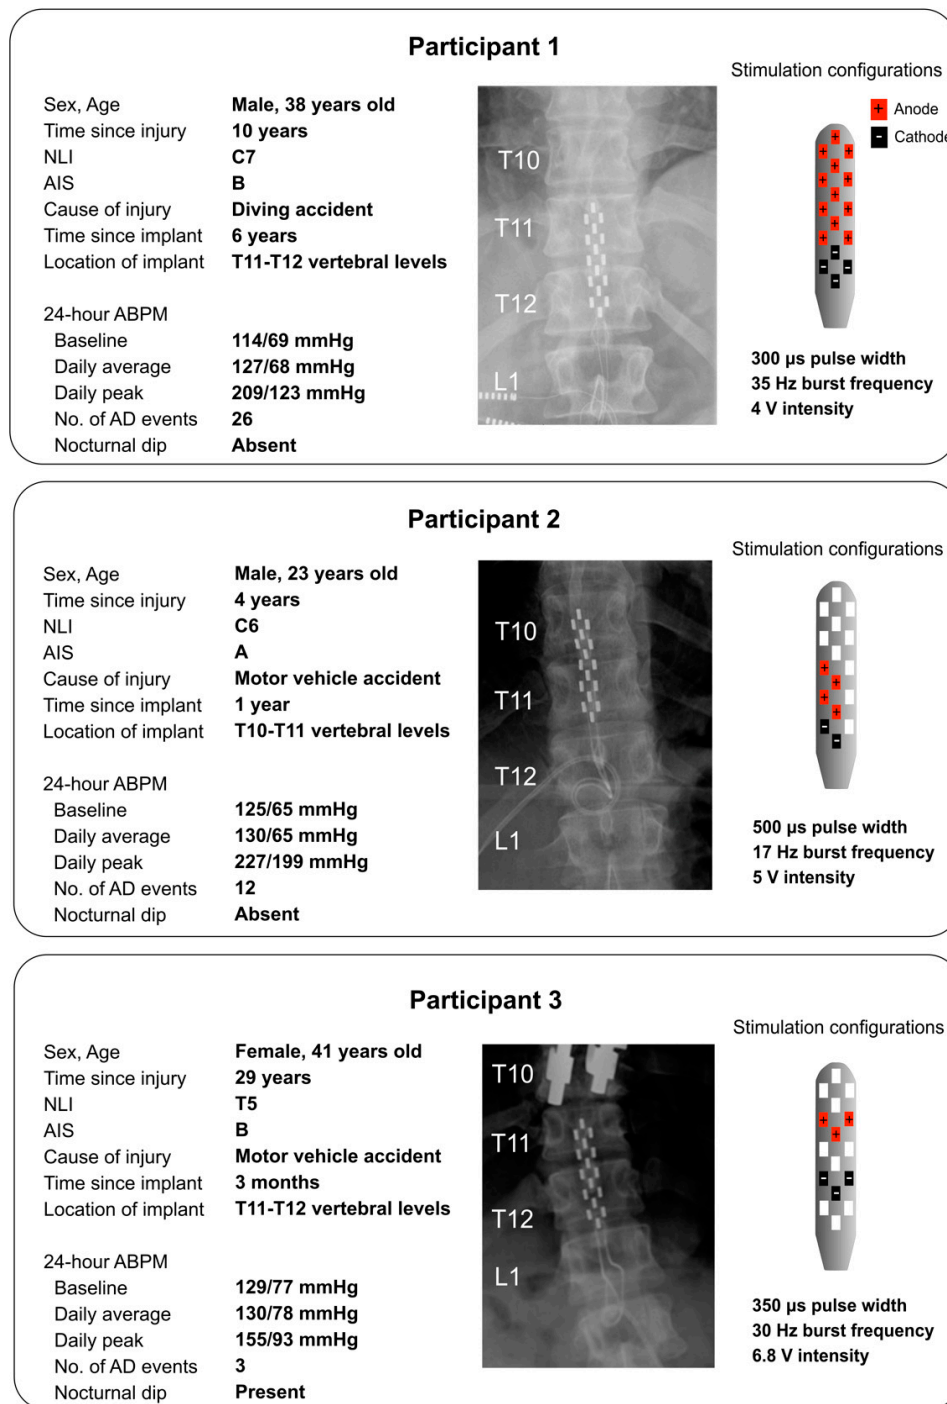 Participant 1
Stimulation configurations
+ Anode
- Cathode
Sex, Age Male, 38 years old
Time since injury 10 years
NLI C7
AIS B
Cause of injury Diving accident
Time since implant 6 years
Location of implant T11-T12 vertebral levels
24-hour ABPM
Baseline 114/69 mmHg
Daily average 127/68 mmHg
Daily peak 209/123 mmHg
No. of AD events 26
Nocturnal dip Absent
T10
T11
T12
L1
300 µs pulse width
35 Hz burst frequency
4 V intensity
Participant 2
Stimulation configurations
Sex, Age Male, 23 years old
Time since injury 4 years
NLI C6
AIS A
Cause of injury Motor vehicle accident
Time since implant 1 year
Location of implant T10-T11 vertebral levels
24-hour ABPM
Baseline 125/65 mmHg
Daily average 130/65 mmHg
Daily peak 227/199 mmHg
No. of AD events 12
Nocturnal dip Absent
T10
T11
T12
L1
500 µs pulse width
17 Hz burst frequency
5 V intensity
Participant 3
Stimulation configurations
Sex, Age Female, 41 years old
Time since injury 29 years
NLI T5
AIS B
Cause of injury Motor vehicle accident
Time since implant 3 months
Location of implant T11-T12 vertebral levels
24-hour ABPM
Baseline 129/77 mmHg
Daily average 130/78 mmHg
Daily peak 155/93 mmHg
No. of AD events 3
Nocturnal dip Present
T10
T11
T12
L1
350 µs pulse width
30 Hz burst frequency
6.8 V intensity